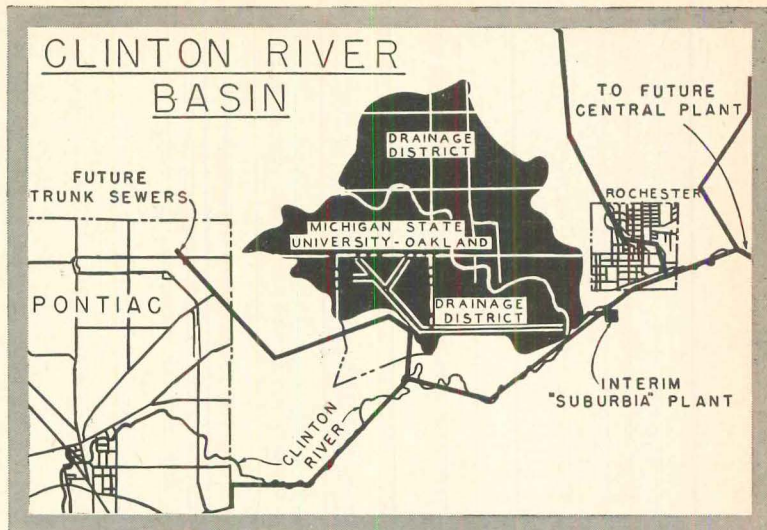 CLINTON RIVER
BASIN
TO FUTURE
CENTRAL PLANT
DRAINAGE
DISTRICT
FUTURE
TRUNK SEWERS
ROCHESTER
MICHIGAN STATE
UNIVERSITY-OAKLAND
PONTIAC
DRAINAGE
DISTRICT
INTERIM
"SUBURBIA" PLANT
CLINTON
RIVER